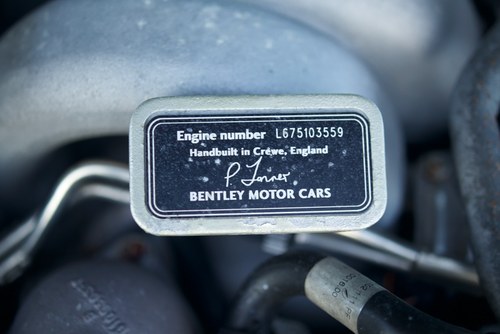 Engine number L675103559
Handbuilt in Crewe, England
BENTLEY MOTOR CARS